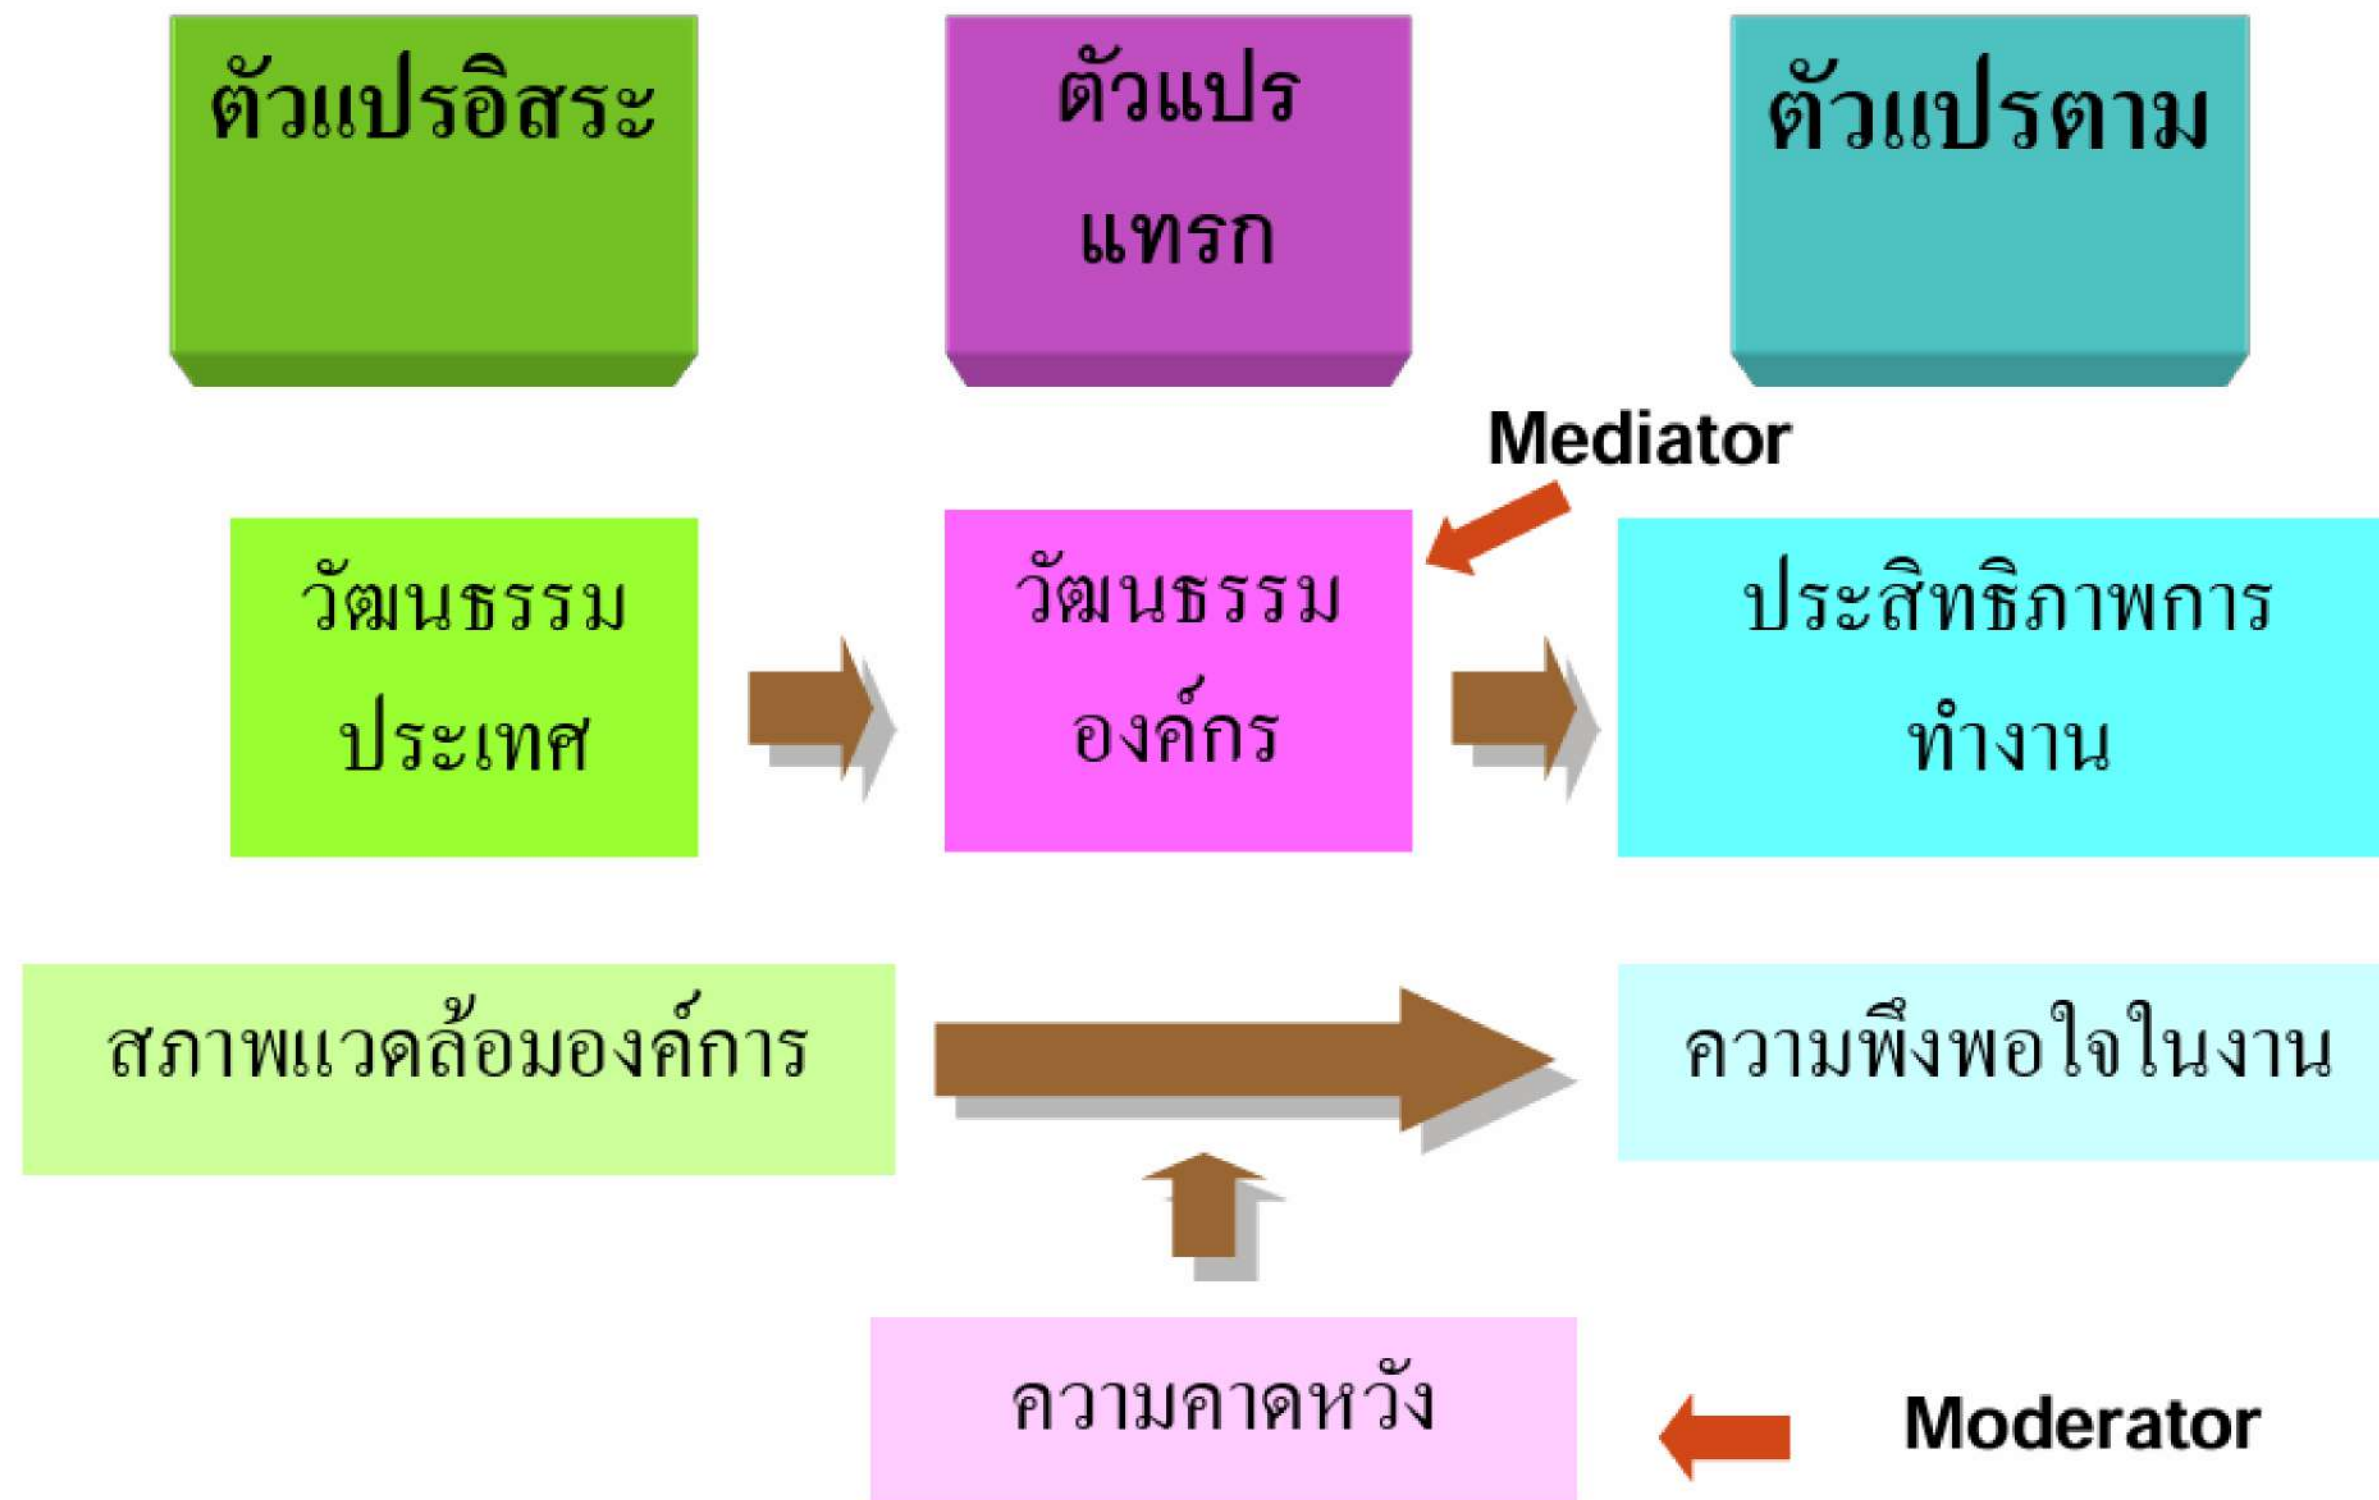 ตัวแปรอิสระ
ตัวแปร
แทรก
ตัวแปรตาม
Mediator
วัฒนธรรม
ประเทศ
วัฒนธรรม
องค์กร
ประสิทธิภาพการ
ทำงาน
สภาพแวดล้อมองค์การ
ความพึงพอใจในงาน
ความคาดหวัง
Moderator